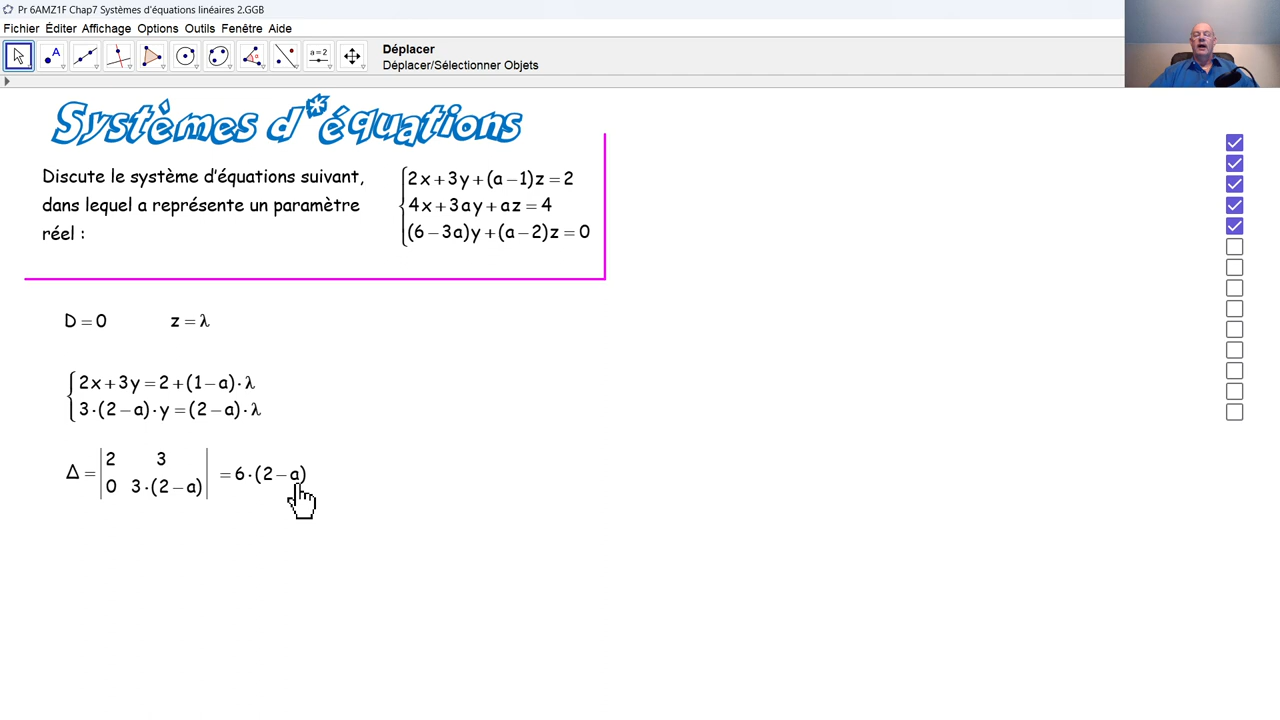 Pr 6AMZ1F Chap7 Systèmes d'équations linéaires 2.GGB
Fichier Éditer Affichage Options Outils Fenêtre Aide
A
a=2
Déplacer
Déplacer/Sélectionner Objets
Systèmes d'équations
Discute le système d'équations suivant,
dans lequel a représente un paramètre
réel :
2x+3y+(a−1)z=2
4x+3ay+az=4
(6−3a)y+(a−2)z=0
D=0 z=λ
2x+3y=2+(1−a)·λ
3·(2−a)·y=(2−a)·λ
Δ=|2 3
0 3·(2−a)| =6·(2−a)